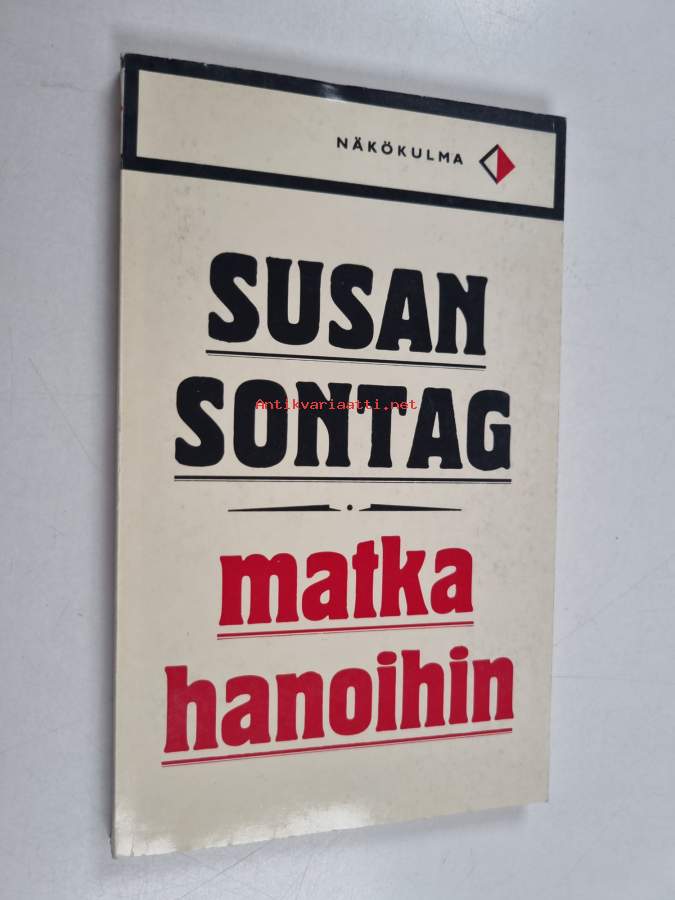 NÄKÖKULMA
SUSAN
SONTAG
Antikvariaatti.net
matka
hanoihin